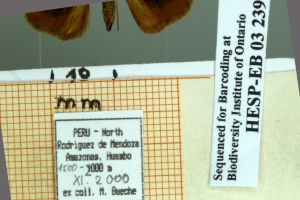 10
mm
PERU - North
Rodriguez de Mendoza
Amazonas, Huambo
1500-2000 m
XI. 2000
ex coll. M. Bueche
Sequenced for Barcoding at
Biodiversity Institute of Ontario
HESP-EB 03 239